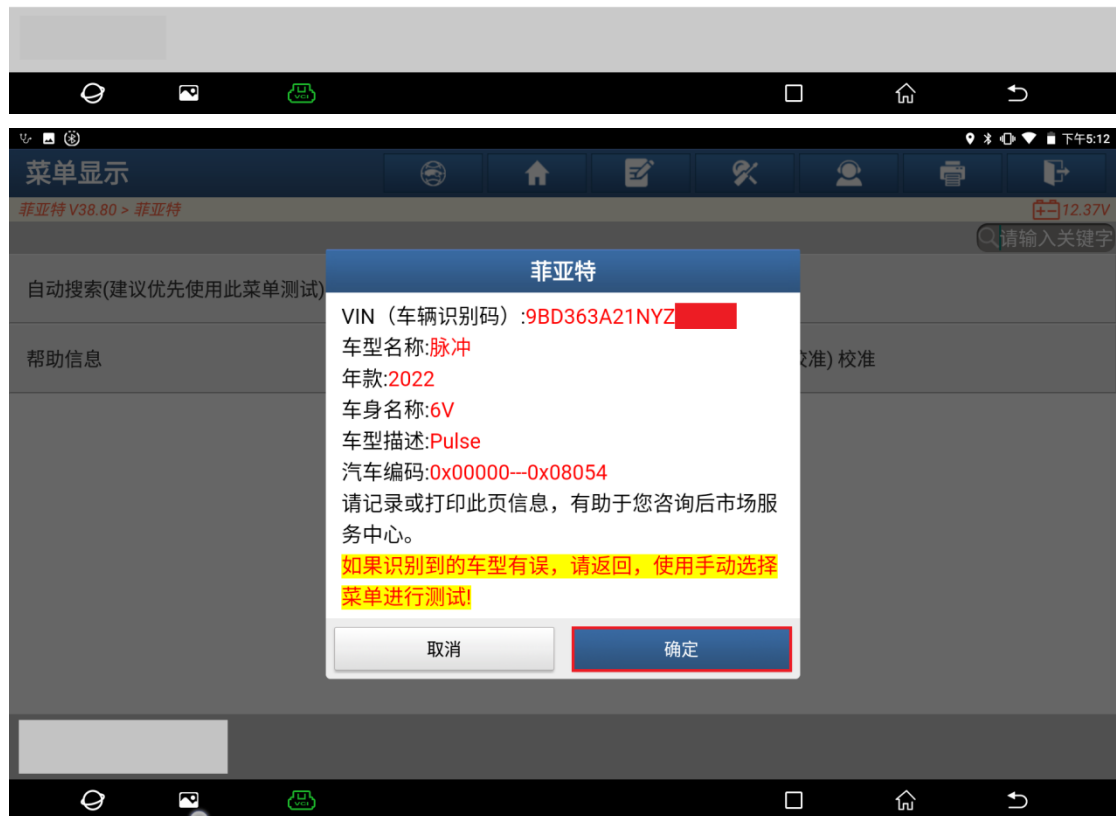 VCI
下午5:12
菜单显示
菲亚特 V38.80 > 菲亚特
12.37V
请输入关键字
自动搜索(建议优先使用此菜单测试)
帮助信息
校准) 校准
菲亚特
VIN（车辆识别码）:9BD363A21NYZ
车型名称:脉冲
年款:2022
车身名称:6V
车型描述:Pulse
汽车编码:0x00000---0x08054
请记录或打印此页信息，有助于您咨询后市场服
务中心。
如果识别到的车型有误，请返回，使用手动选择
菜单进行测试!
取消
确定
VCI